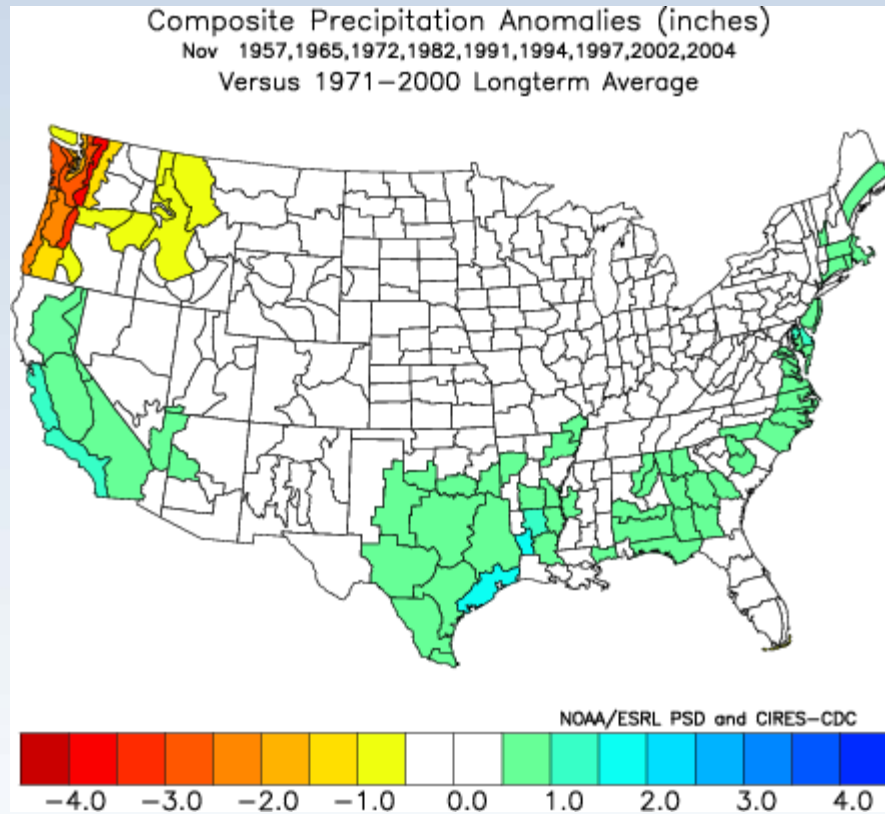 Composite Precipitation Anomalies (inches)
Nov 1957,1965,1972,1982,1991,1994,1997,2002,2004
Versus 1971-2000 Longterm Average
NOAA/ESRL PSD and CIRES-CDC
-4.0 -3.0 -2.0 -1.0 0.0 1.0 2.0 3.0 4.0